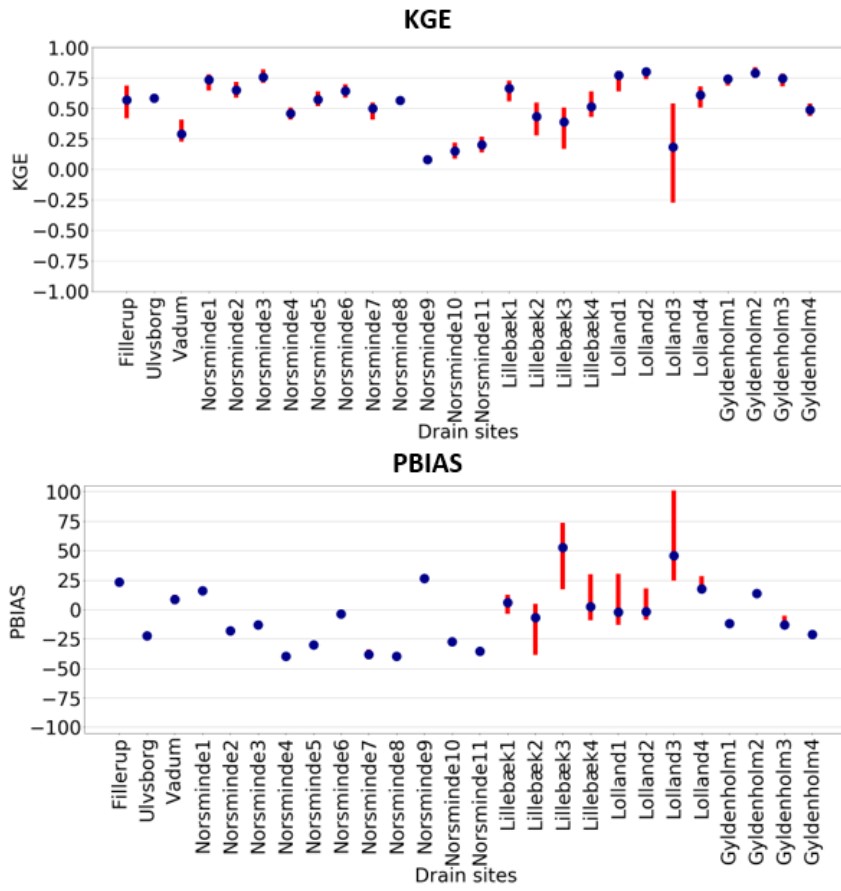 KGE
1.00
0.75
0.50
0.25
0.00
−0.25
−0.50
−0.75
−1.00
KGE
Fillerup
Ulvsborg
Vadum
Norsminde1
Norsminde2
Norsminde3
Norsminde4
Norsminde5
Norsminde6
Norsminde7
Norsminde8
Norsminde9
Norsminde10
Norsminde11
Lillebæk1
Lillebæk2
Lillebæk3
Lillebæk4
Lolland1
Lolland2
Lolland3
Lolland4
Gyldenholm1
Gyldenholm2
Gyldenholm3
Gyldenholm4
Drain sites
PBIAS
100
75
50
25
0
−25
−50
−75
−100
PBIAS
Fillerup
Ulvsborg
Vadum
Norsminde1
Norsminde2
Norsminde3
Norsminde4
Norsminde5
Norsminde6
Norsminde7
Norsminde8
Norsminde9
Norsminde10
Norsminde11
Lillebæk1
Lillebæk2
Lillebæk3
Lillebæk4
Lolland1
Lolland2
Lolland3
Lolland4
Gyldenholm1
Gyldenholm2
Gyldenholm3
Gyldenholm4
Drain sites